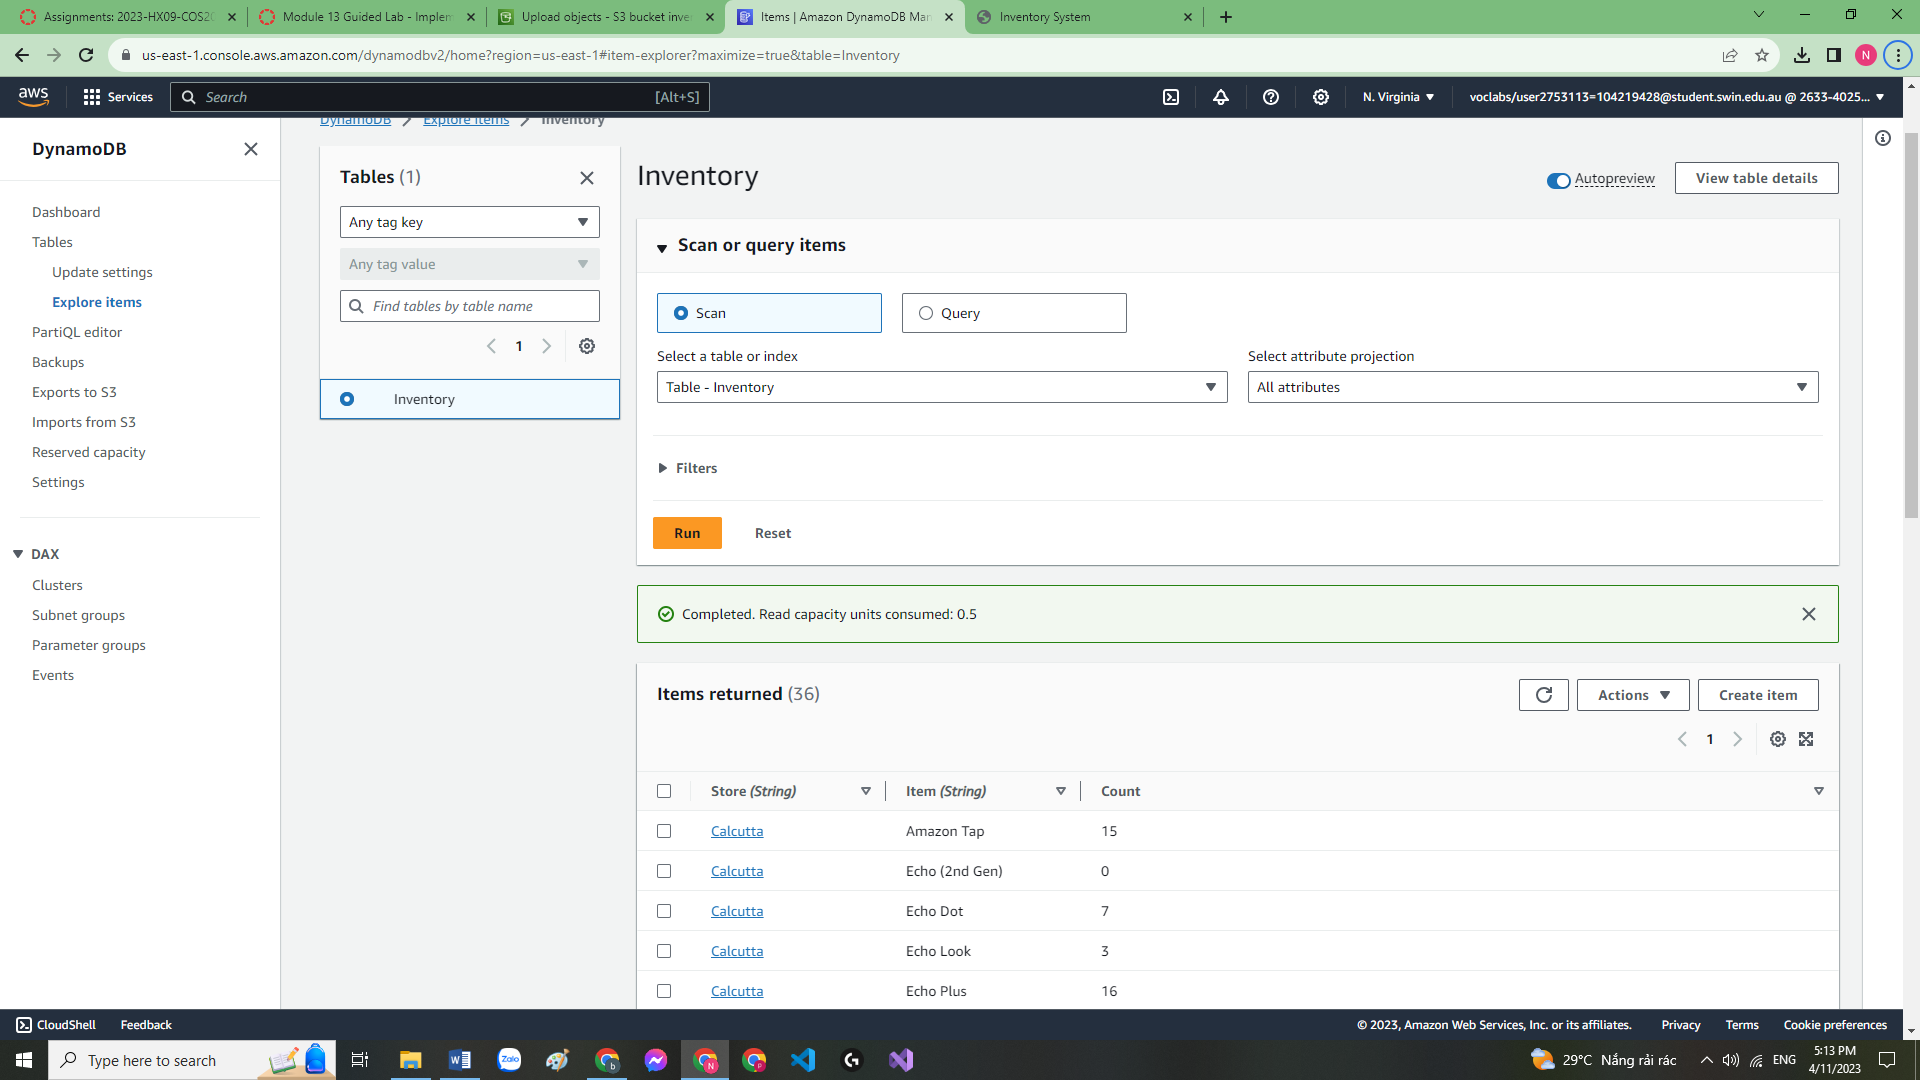 Assignments: 2023-HX09-COS20
Module 13 Guided Lab - Implem
Upload objects - S3 bucket inve
Items | Amazon DynamoDB Man
Inventory System
us-east-1.console.aws.amazon.com/dynamodbv2/home?region=us-east-1#item-explorer?maximize=true&table=Inventory
N
aws
Services
Search
[Alt+S]
N. Virginia
voclabs/user2753113=104219428@student.swin.edu.au @ 2633-4025...
DynamoDB
Dashboard
Tables
Update settings
Explore items
PartiQL editor
Backups
Exports to S3
Imports from S3
Reserved capacity
Settings
DAX
Clusters
Subnet groups
Parameter groups
Events
DynamoDB
Explore items
Inventory
Tables (1)
Any tag key
Any tag value
Find tables by table name
1
Inventory
Inventory
Autopreview
View table details
Scan or query items
Scan
Query
Select a table or index
Select attribute projection
Table - Inventory
All attributes
Filters
Run
Reset
Completed. Read capacity units consumed: 0.5
Items returned (36)
Actions
Create item
1
Store (String)
Item (String)
Count
Calcutta
Amazon Tap
15
Calcutta
Echo (2nd Gen)
0
Calcutta
Echo Dot
7
Calcutta
Echo Look
3
Calcutta
Echo Plus
16
CloudShell
Feedback
© 2023, Amazon Web Services, Inc. or its affiliates.
Privacy
Terms
Cookie preferences
Type here to search
Zalo
29°C Nắng rải rác
ENG
5:13 PM
4/11/2023